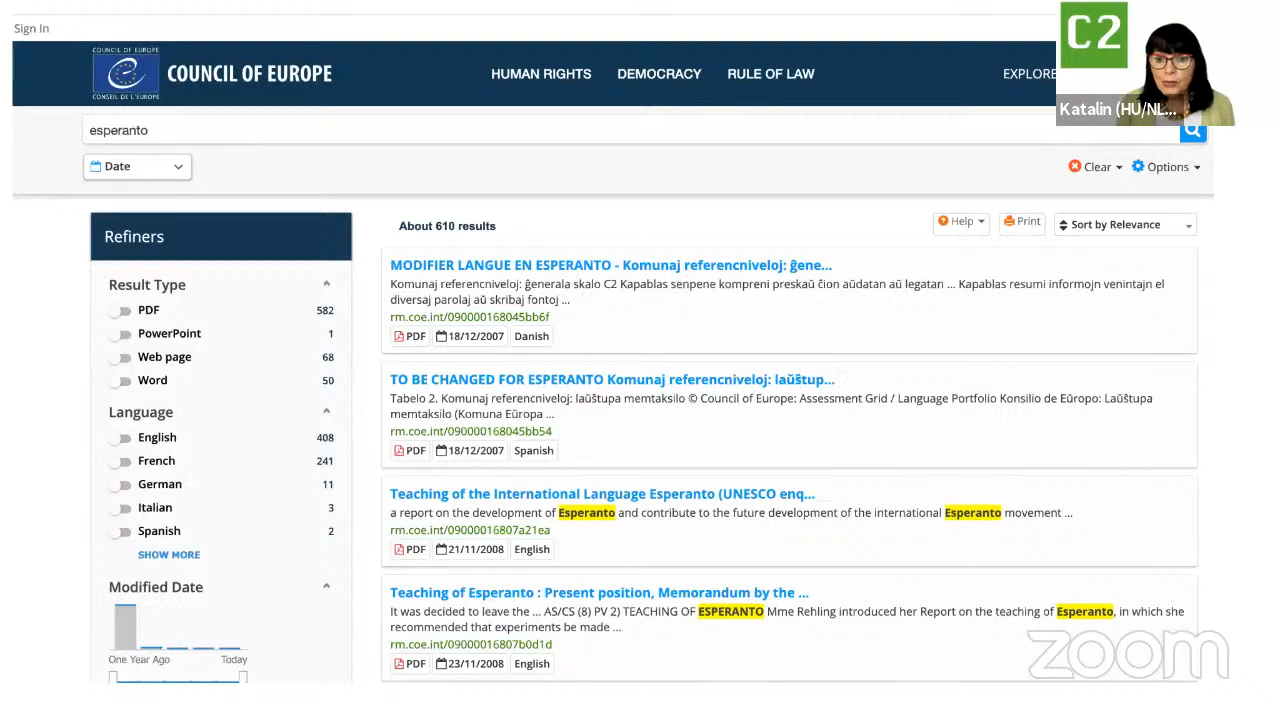 Sign In
COUNCIL OF EUROPE
CONSEIL DE L'EUROPE
COUNCIL OF EUROPE
HUMAN RIGHTS
DEMOCRACY
RULE OF LAW
EXPLORE
C2
Katalin (HU/NL...
esperanto
Date
Clear
Options
Refiners
Result Type
PDF 582
PowerPoint 1
Web page 68
Word 50
Language
English 408
French 241
German 11
Italian 3
Spanish 2
SHOW MORE
Modified Date
One Year Ago Today
About 610 results
Help
Print
Sort by Relevance
MODIFIER LANGUE EN ESPERANTO - Komunaj referencniveloj: ĝene...
Komunaj referencniveloj: ĝenerala skalo C2 Kapablas senpene kompreni preskaŭ ĉion aŭdatan aŭ legatan ... Kapablas resumi informojn venintajn el
diversaj parolaj aŭ skribaj fontoj ...
rm.coe.int/090000168045bb6f
PDF 18/12/2007 Danish
TO BE CHANGED FOR ESPERANTO Komunaj referencniveloj: laŭŝtup...
Tabelo 2. Komunaj referencniveloj: laŭŝtupa memtaksilo © Council of Europe: Assessment Grid / Language Portfolio Konsilio de Eŭropo: Laŭŝtupa
memtaksilo (Komuna Eŭropa ...
rm.coe.int/090000168045bb54
PDF 18/12/2007 Spanish
Teaching of the International Language Esperanto (UNESCO enq...
a report on the development of Esperanto and contribute to the future development of the international Esperanto movement ...
rm.coe.int/09000016807a21ea
PDF 21/11/2008 English
Teaching of Esperanto : Present position, Memorandum by the ...
It was decided to leave the ... AS/CS (8) PV 2) TEACHING OF ESPERANTO Mme Rehling introduced her Report on the teaching of Esperanto, in which she
recommended that experiments be made ...
rm.coe.int/09000016807b0d1d
PDF 23/11/2008 English
zoom